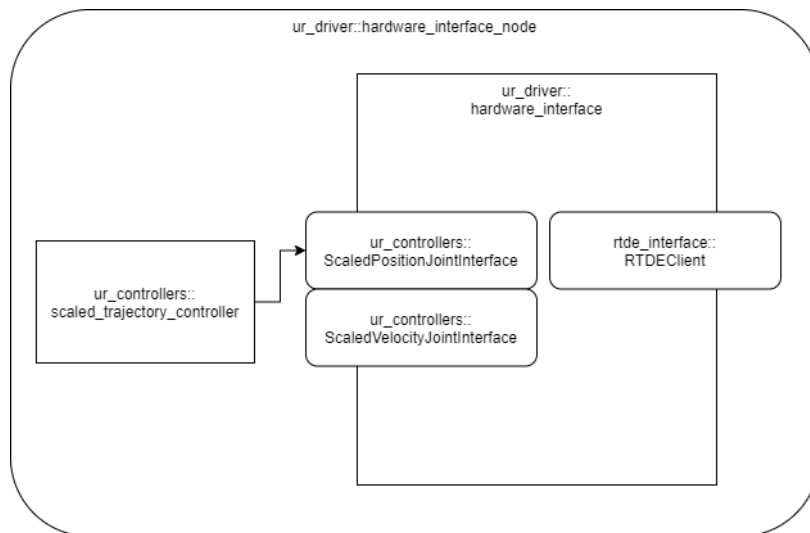 ur_driver::hardware_interface_node
ur_driver::
hardware_interface
ur_controllers::
ScaledPositionJointInterface
rtde_interface::
RTDEClient
ur_controllers::
scaled_trajectory_controller
ur_controllers::
ScaledVelocityJointInterface